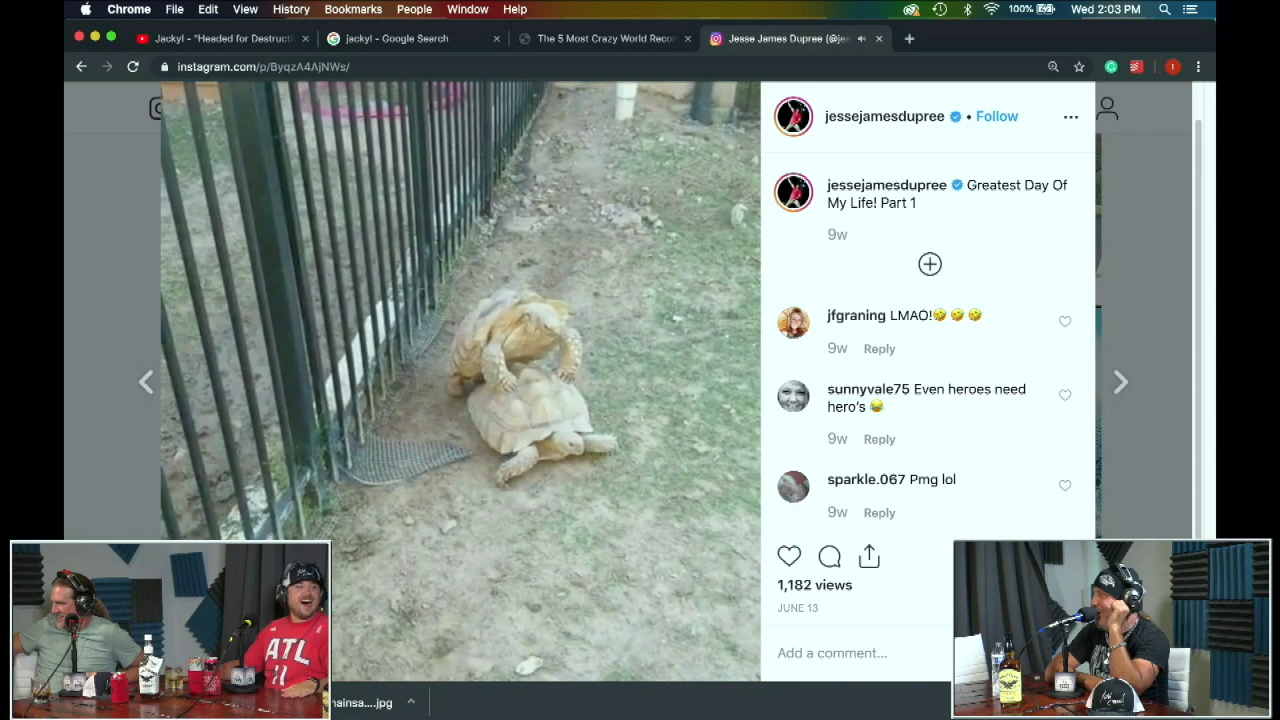 Chrome File Edit View History Bookmarks People Window Help 100% Wed 2:03 PM
Jackyl - "Headed for Destructi
jackyl - Google Search
The 5 Most Crazy World Recor
Jesse James Dupree (@je
instagram.com/p/ByqzA4AjNWs/
jessejamesdupree • Follow
jessejamesdupree Greatest Day Of
My Life! Part 1
9w
jfgraning LMAO!🤣🤣🤣
9w Reply
sunnyvale75 Even heroes need
hero's 😂
9w Reply
sparkle.067 Pmg lol
9w Reply
1,182 views
JUNE 13
Add a comment...
ainsa....jpg
ATL
11